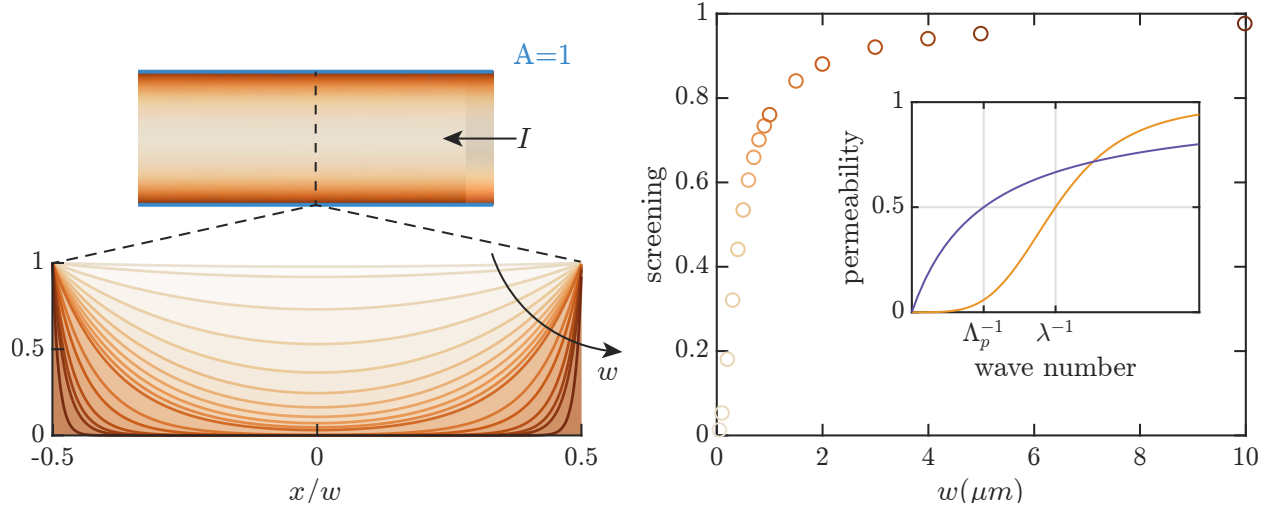 A=1
I
1
0.5
0
-0.5
0
0.5
x/w
w
screening
1
0.8
0.6
0.4
0.2
0
0
2
4
6
8
10
w(μm)
permeability
1
0.5
0
Λₚ⁻¹
λ⁻¹
wave number